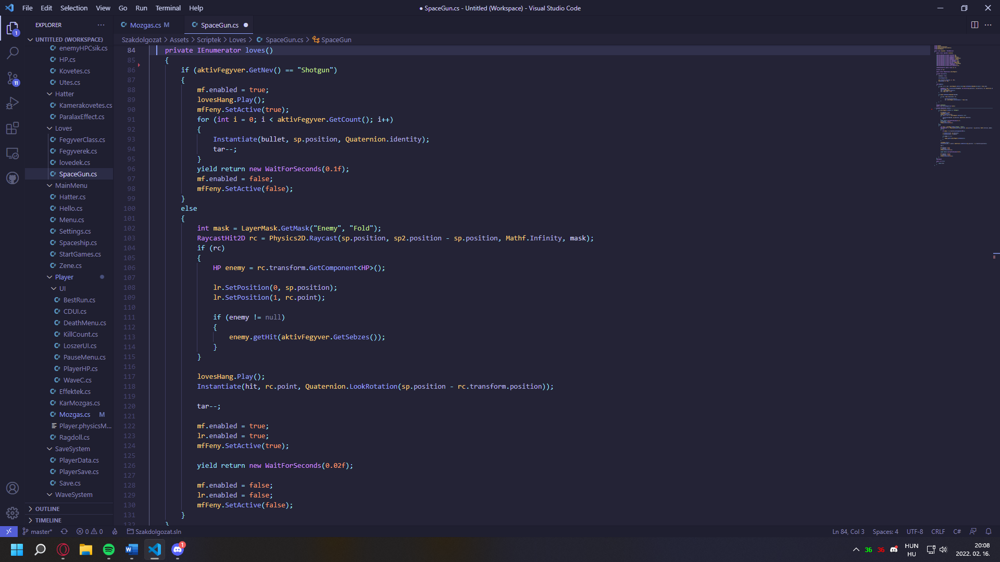 File Edit Selection View Go Run Terminal Help
● SpaceGun.cs - Untitled (Workspace) - Visual Studio Code
EXPLORER
Mozgas.cs M
SpaceGun.cs
UNTITLED (WORKSPACE)
Szakdolgozat > Assets > Scriptek > Loves > SpaceGun.cs > SpaceGun
1
11
enemyHPCsik.cs
HP.cs
Kovetes.cs
Utes.cs
Hatter
Kamerakovetes.cs
ParalaxEffect.cs
Loves
FegyverClass.cs
Fegyverek.cs
lovedek.cs
SpaceGun.cs
MainMenu
Hatter.cs
Hello.cs
Menu.cs
Settings.cs
Spaceship.cs
StartGames.cs
Zene.cs
Player
UI
BestRun.cs
CDUI.cs
DeathMenu.cs
KillCount.cs
LoszerUI.cs
PauseMenu.cs
PlayerHP.cs
WaveC.cs
Effektek.cs
KarMozgas.cs
Mozgas.cs M
Player.physicsM...
Ragdoll.cs
SaveSystem
PlayerData.cs
PlayerSave.cs
Save.cs
WaveSystem
OUTLINE
TIMELINE
84 private IEnumerator loves()
85 {
86 if (aktivFegyver.GetNev() == "Shotgun")
87 {
88 mf.enabled = true;
89 lovesHang.Play();
90 mfFeny.SetActive(true);
91 for (int i = 0; i < aktivFegyver.GetCount(); i++)
92 {
93 Instantiate(bullet, sp.position, Quaternion.identity);
94 tar--;
95 }
96 yield return new WaitForSeconds(0.1f);
97 mf.enabled = false;
98 mfFeny.SetActive(false);
99 }
100 else
101 {
102 int mask = LayerMask.GetMask("Enemy", "Fold");
103 RaycastHit2D rc = Physics2D.Raycast(sp.position, sp2.position - sp.position, Mathf.Infinity, mask);
104 if (rc)
105 {
106 HP enemy = rc.transform.GetComponent<HP>();
107
108 lr.SetPosition(0, sp.position);
109 lr.SetPosition(1, rc.point);
110
111 if (enemy != null)
112 {
113 enemy.getHit(aktivFegyver.GetSebzes());
114 }
115 }
116
117 lovesHang.Play();
118 Instantiate(hit, rc.point, Quaternion.LookRotation(sp.position - rc.transform.position));
119
120 tar--;
121
122 mf.enabled = true;
123 lr.enabled = true;
124 mfFeny.SetActive(true);
125
126 yield return new WaitForSeconds(0.02f);
127
128 mf.enabled = false;
129 lr.enabled = false;
130 mfFeny.SetActive(false);
131 }
132 }
master* 0 0 Szakdolgozat.sln
Ln 84, Col 3 Spaces: 4 UTF-8 CRLF C#
1
36 36 HUN HU
20:08
2022. 02. 16.